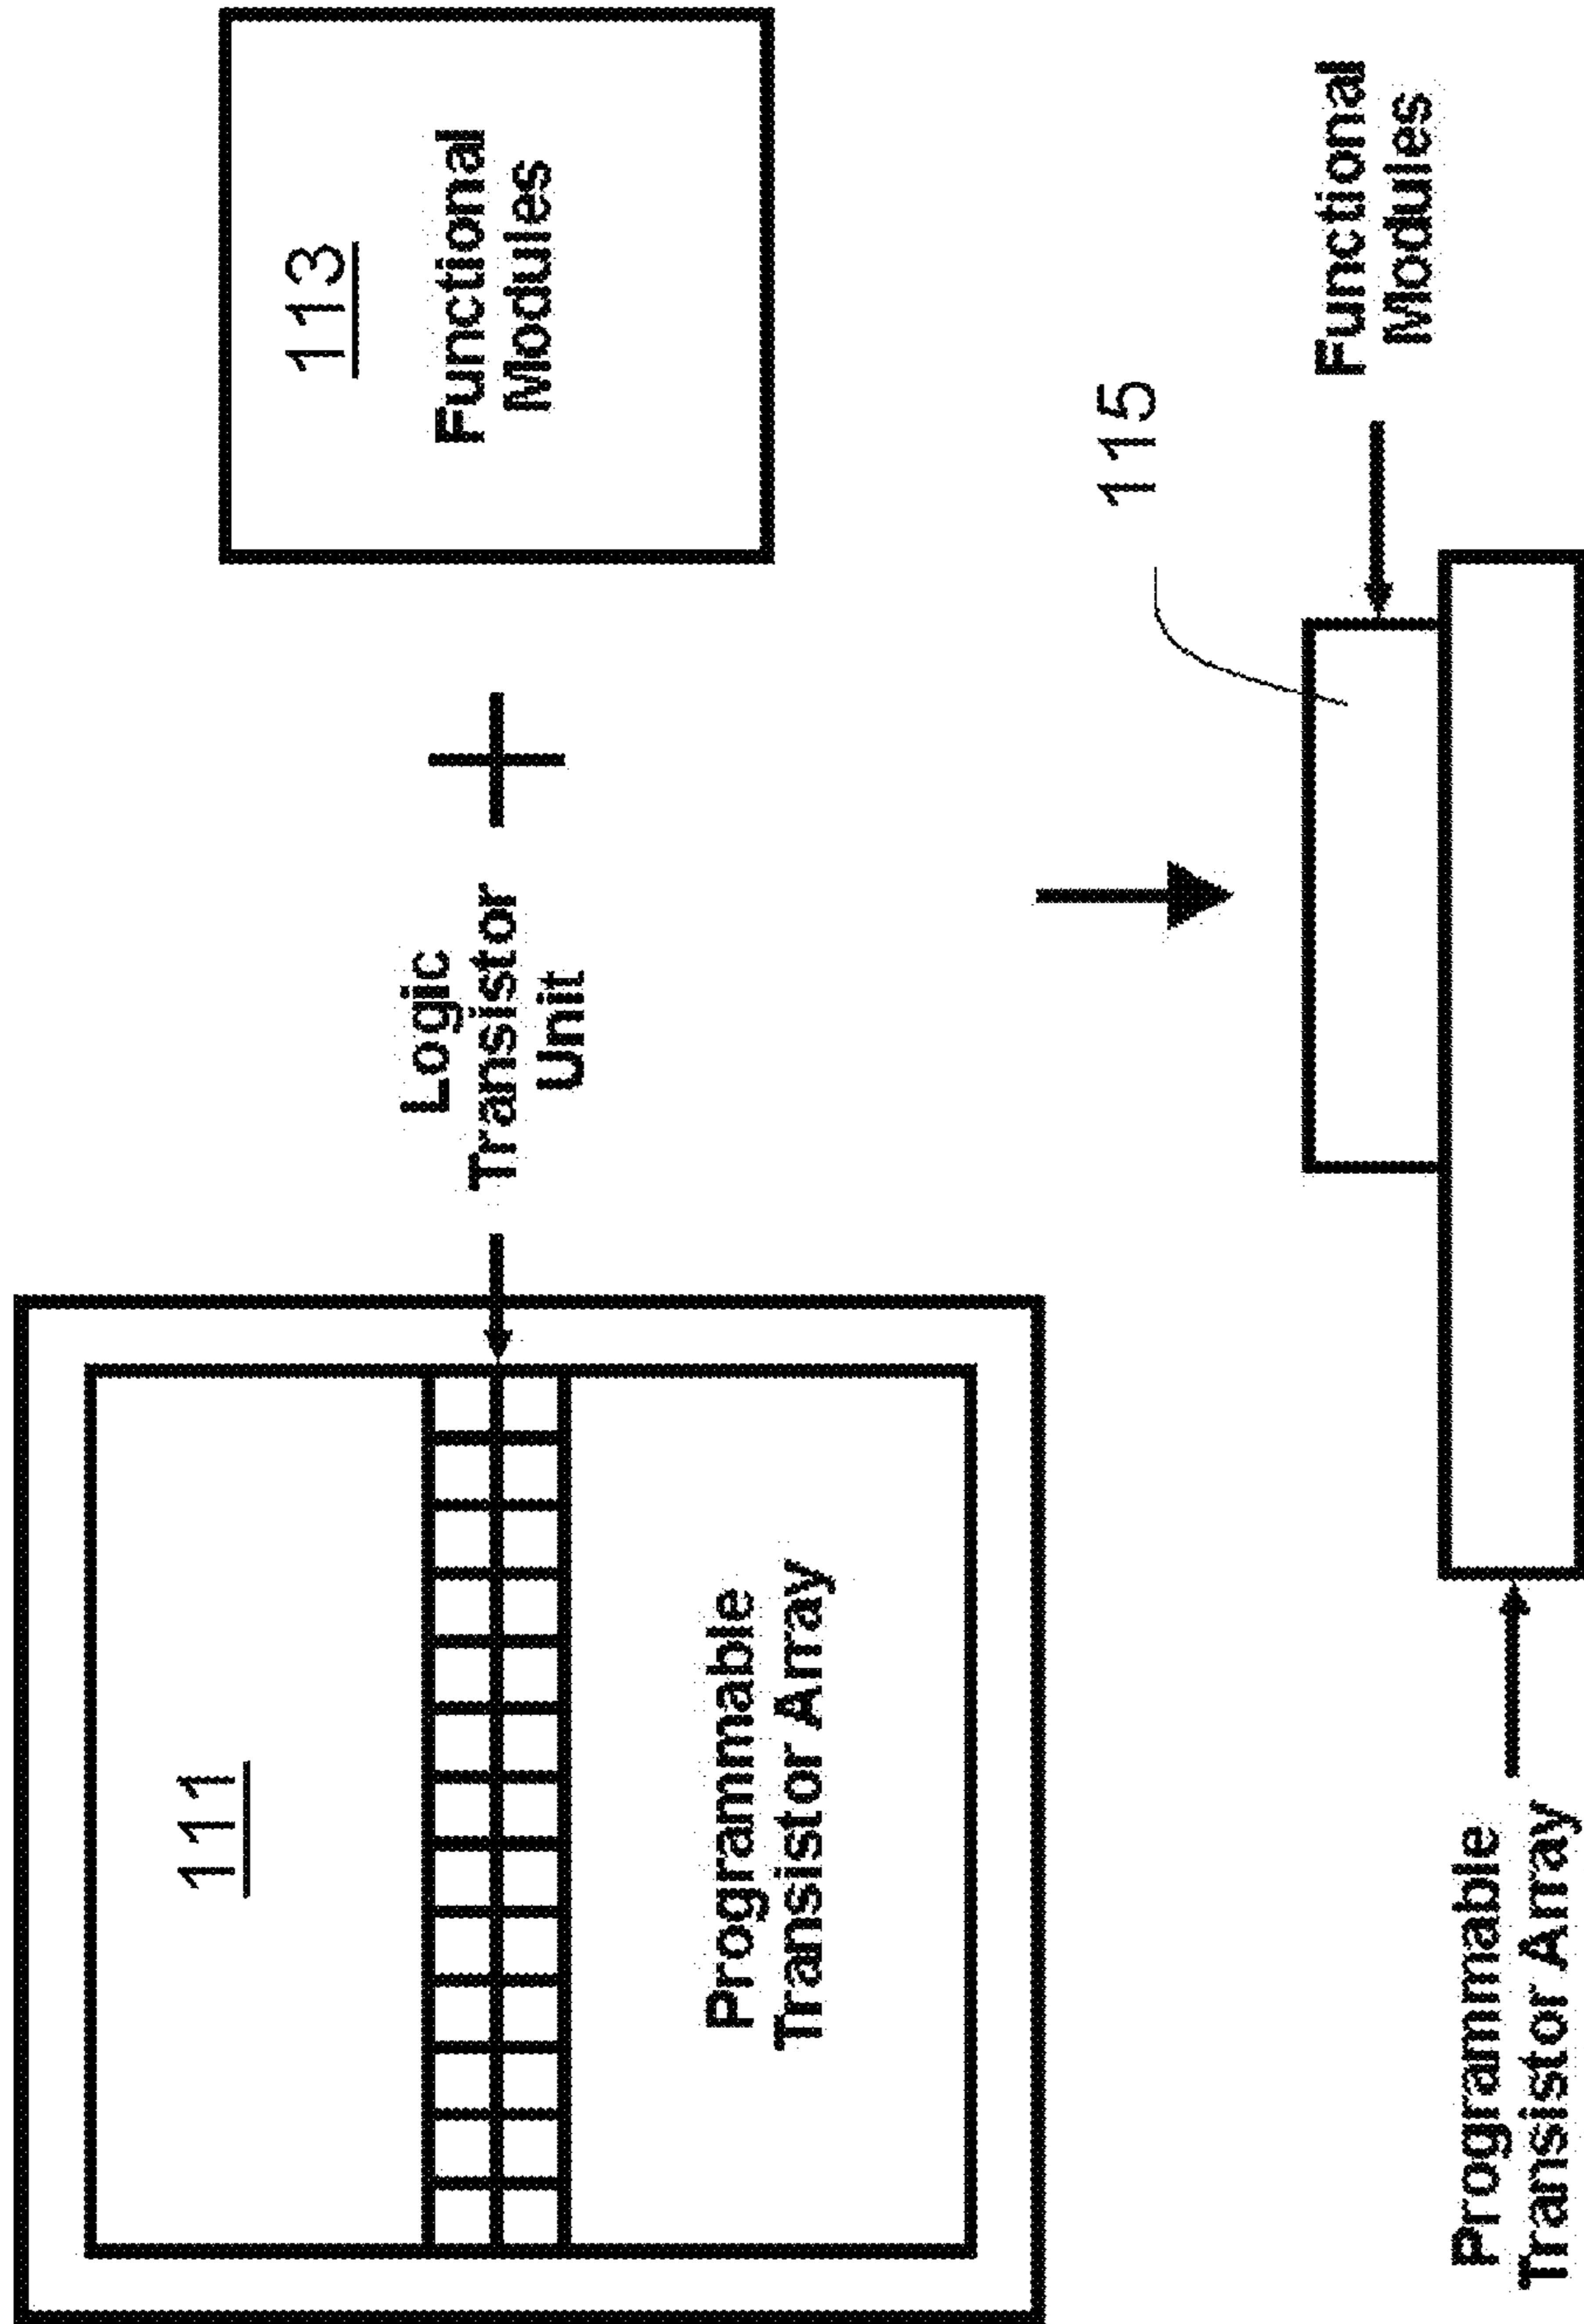 111
Programmable
Transistor Array
Logic
Transistor
Unit
113
Functional
Modules
115
Programmable
Transistor Array
Functional
Modules